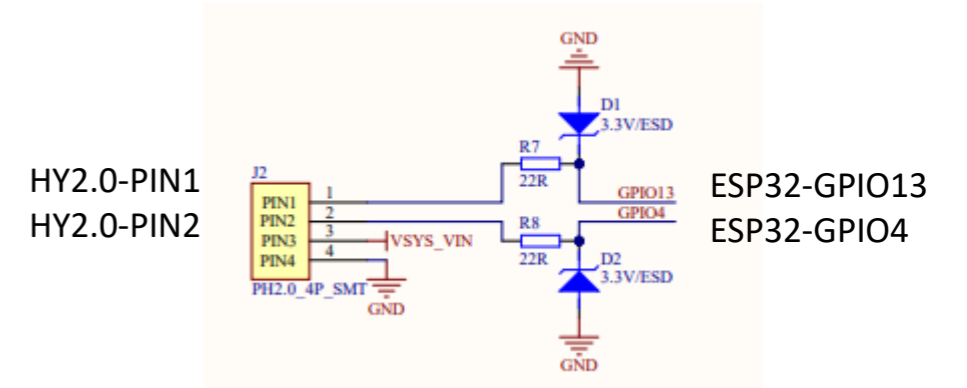 GND
D1
3.3V/ESD
R7
22R
HY2.0-PIN1
HY2.0-PIN2
J2
PIN1 1
PIN2 2
PIN3 3
PIN4 4
VSYS_VIN
PH2.0_4P_SMT
GND
GPIO13
GPIO4
R8
22R
D2
3.3V/ESD
GND
ESP32-GPIO13
ESP32-GPIO4